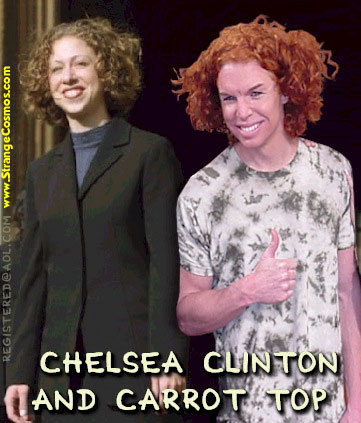 www.StrangeCosmos.com
REGISTERED@AOL.COM
CHELSEA CLINTON
AND CARROT TOP